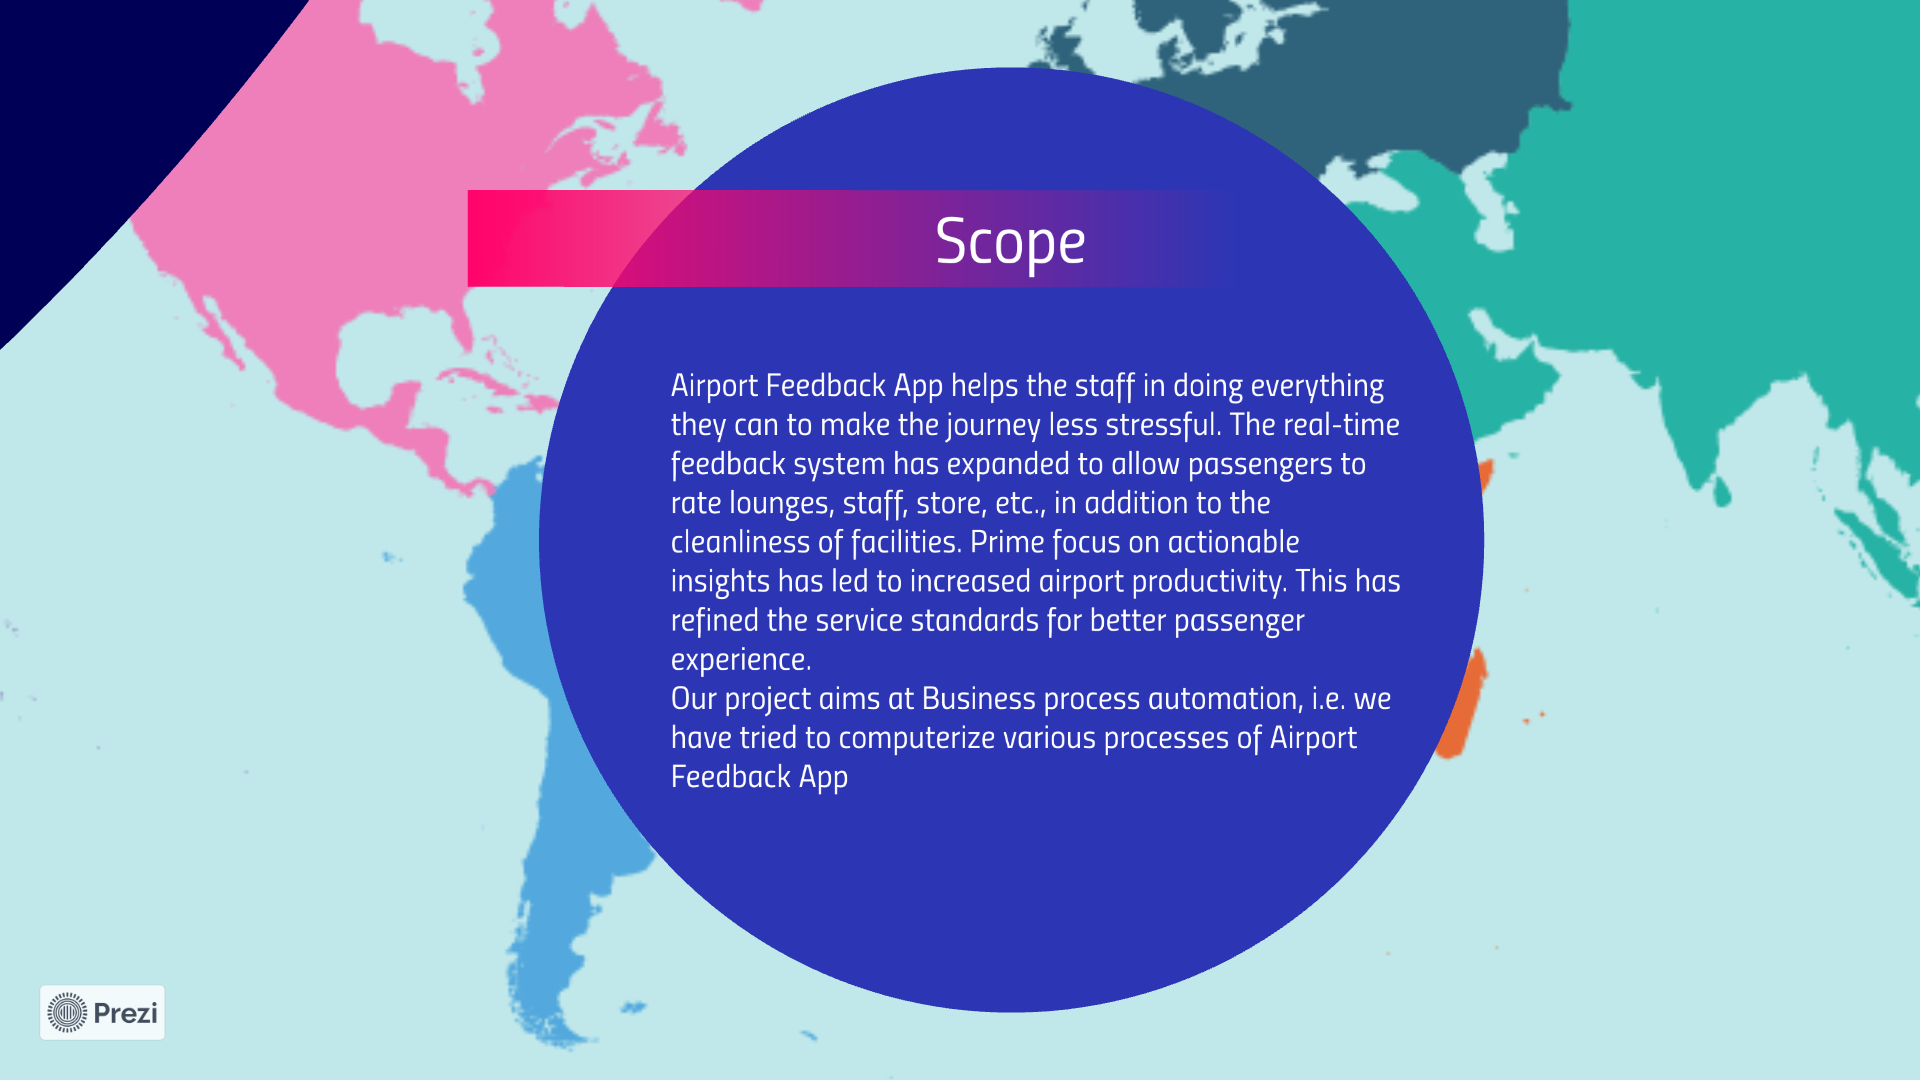 Scope
Airport Feedback App helps the staff in doing everything
they can to make the journey less stressful. The real-time
feedback system has expanded to allow passengers to
rate lounges, staff, store, etc., in addition to the
cleanliness of facilities. Prime focus on actionable
insights has led to increased airport productivity. This has
refined the service standards for better passenger
experience.
Our project aims at Business process automation, i.e. we
have tried to computerize various processes of Airport
Feedback App
Prezi